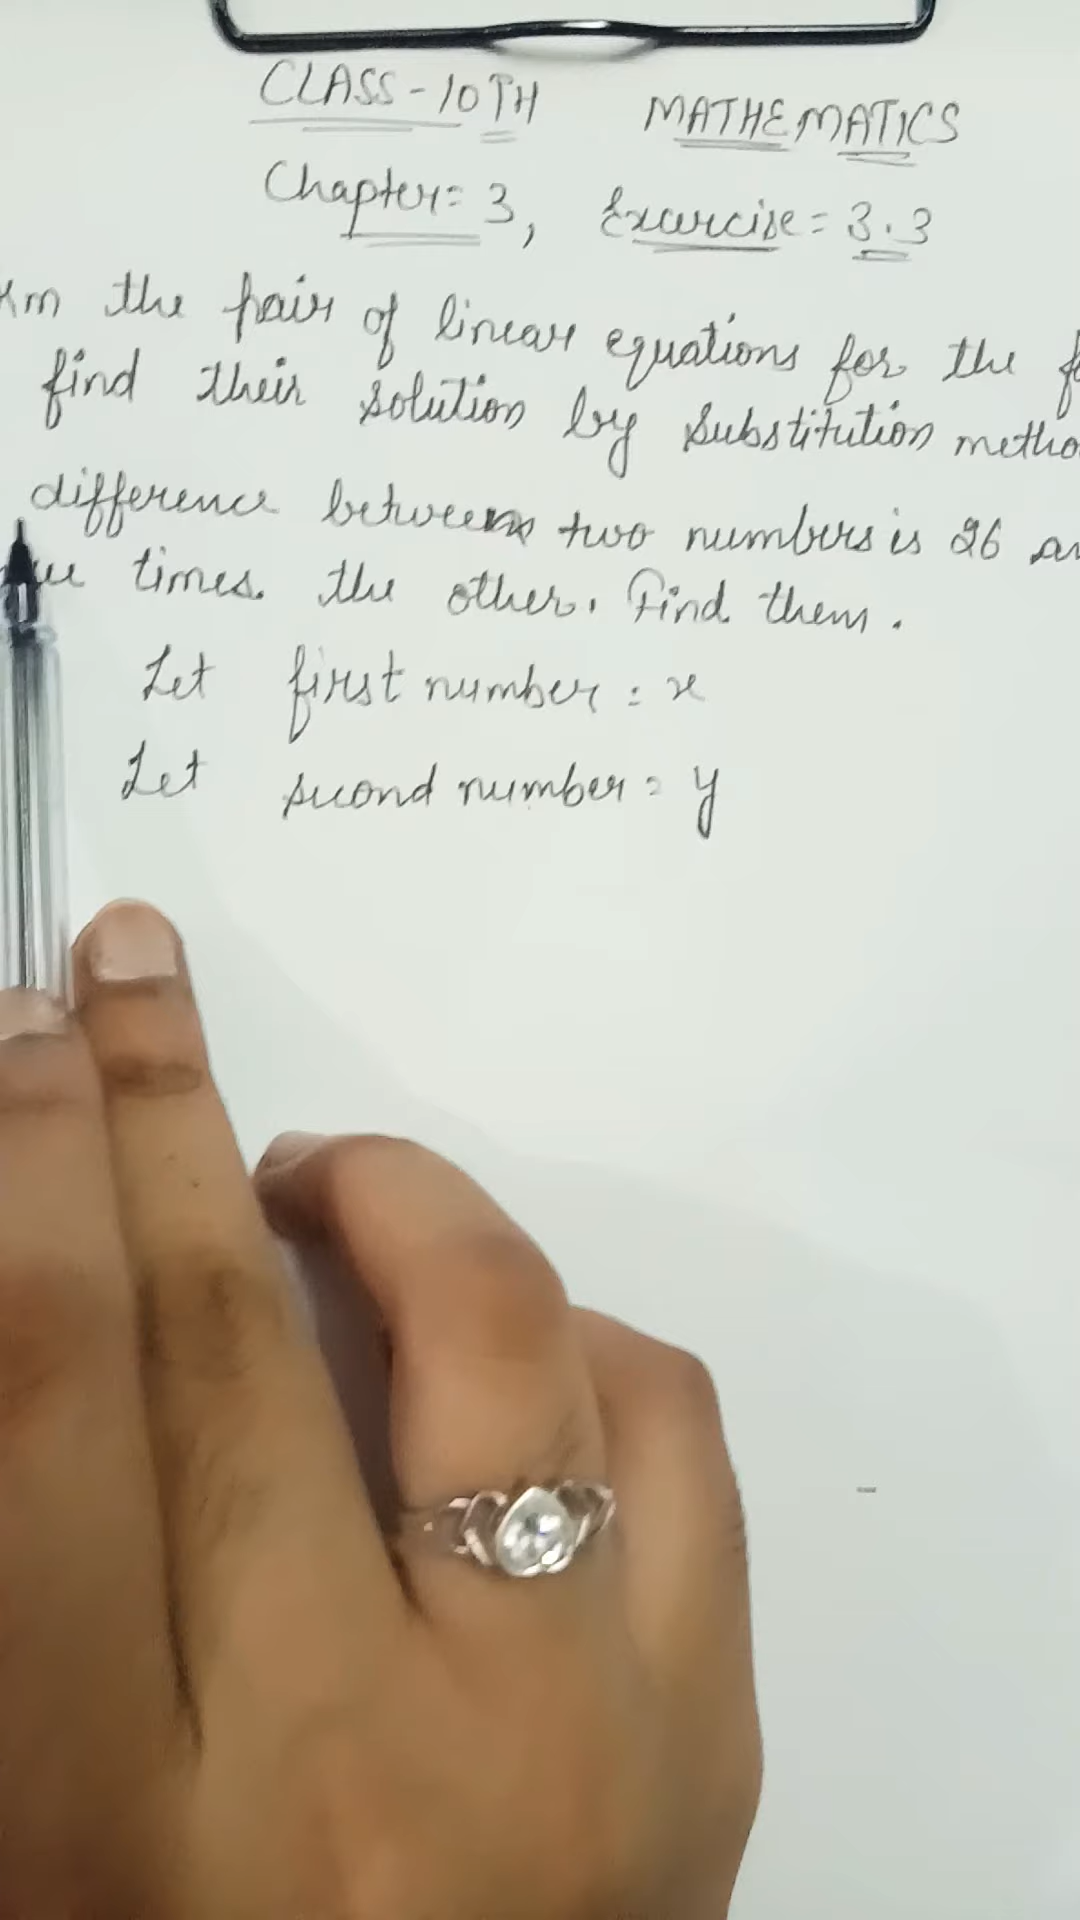 CLASS-10TH MATHEMATICS
Chapter= 3, Exercise = 3.3
the pair of linear equations for the
find their solution by substitution
difference between two numbers is 26
times. the other. Find them.
Let first number = x
Let second number = y